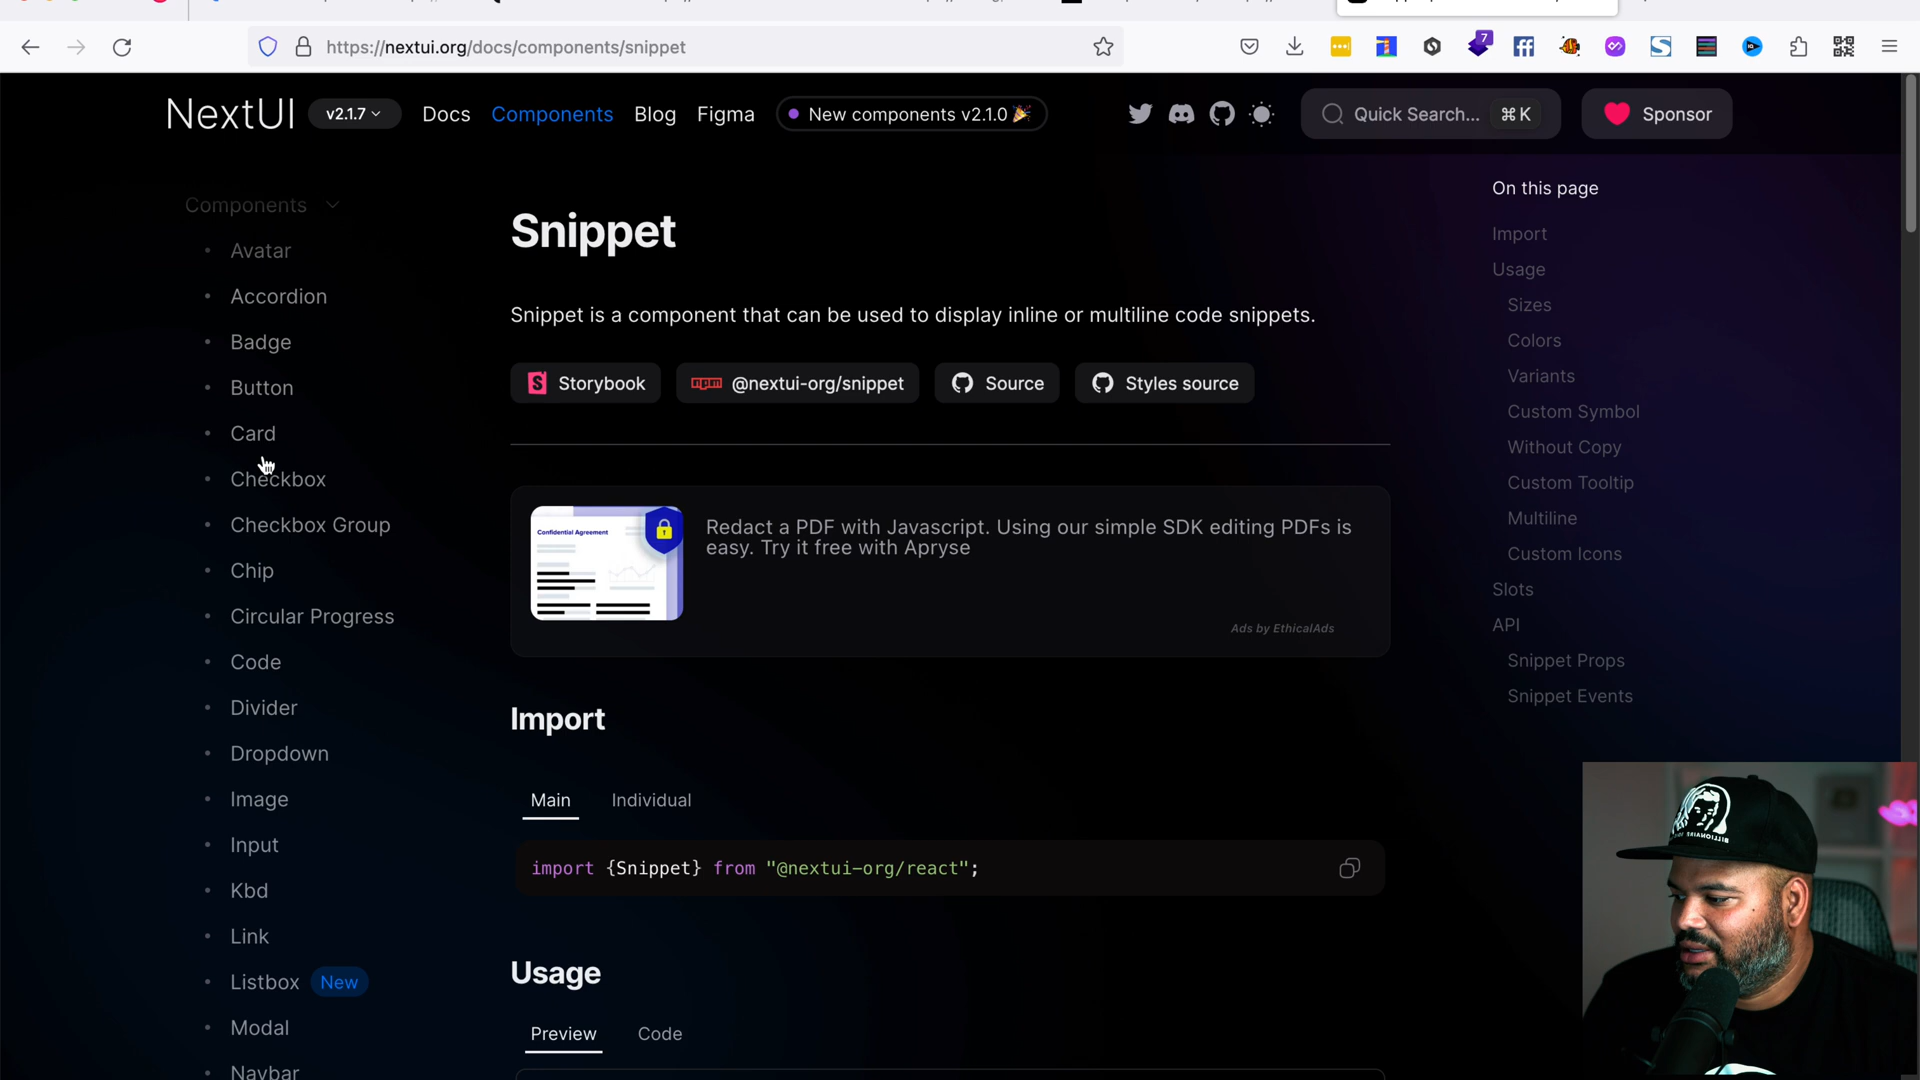 https://nextui.org/docs/components/snippet
7
NextUI
v2.1.7
Docs
Components
Blog
Figma
New components v2.1.0 🎉
Quick Search...
⌘ K
Sponsor
Components
Avatar
Accordion
Badge
Button
Card
Checkbox
Checkbox Group
Chip
Circular Progress
Code
Divider
Dropdown
Image
Input
Kbd
Link
Listbox New
Modal
Navbar
Snippet
Snippet is a component that can be used to display inline or multiline code snippets.
Storybook
@nextui-org/snippet
Source
Styles source
Confidential Agreement
Redact a PDF with Javascript. Using our simple SDK editing PDFs is
easy. Try it free with Apryse
Ads by EthicalAds
Import
Main
Individual
import {Snippet} from "@nextui-org/react";
Usage
Preview
Code
On this page
Import
Usage
Sizes
Colors
Variants
Custom Symbol
Without Copy
Custom Tooltip
Multiline
Custom Icons
Slots
API
Snippet Props
Snippet Events